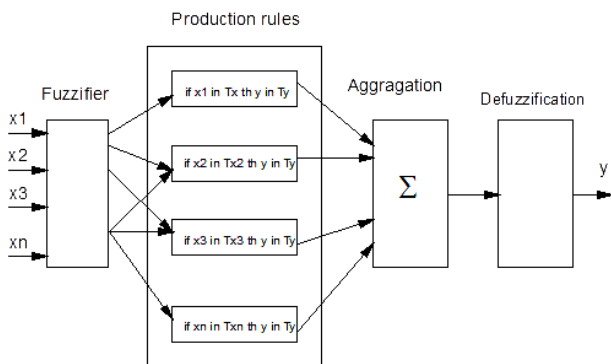 Production rules
Fuzzifier
Aggragation
Defuzzification
x1
x2
x3
xn
if x1 in Tx th y in Ty
if x2 in Tx2 th y in Ty
if x3 in Tx3 th y in Ty
if xn in Txn th y in Ty
Σ
y